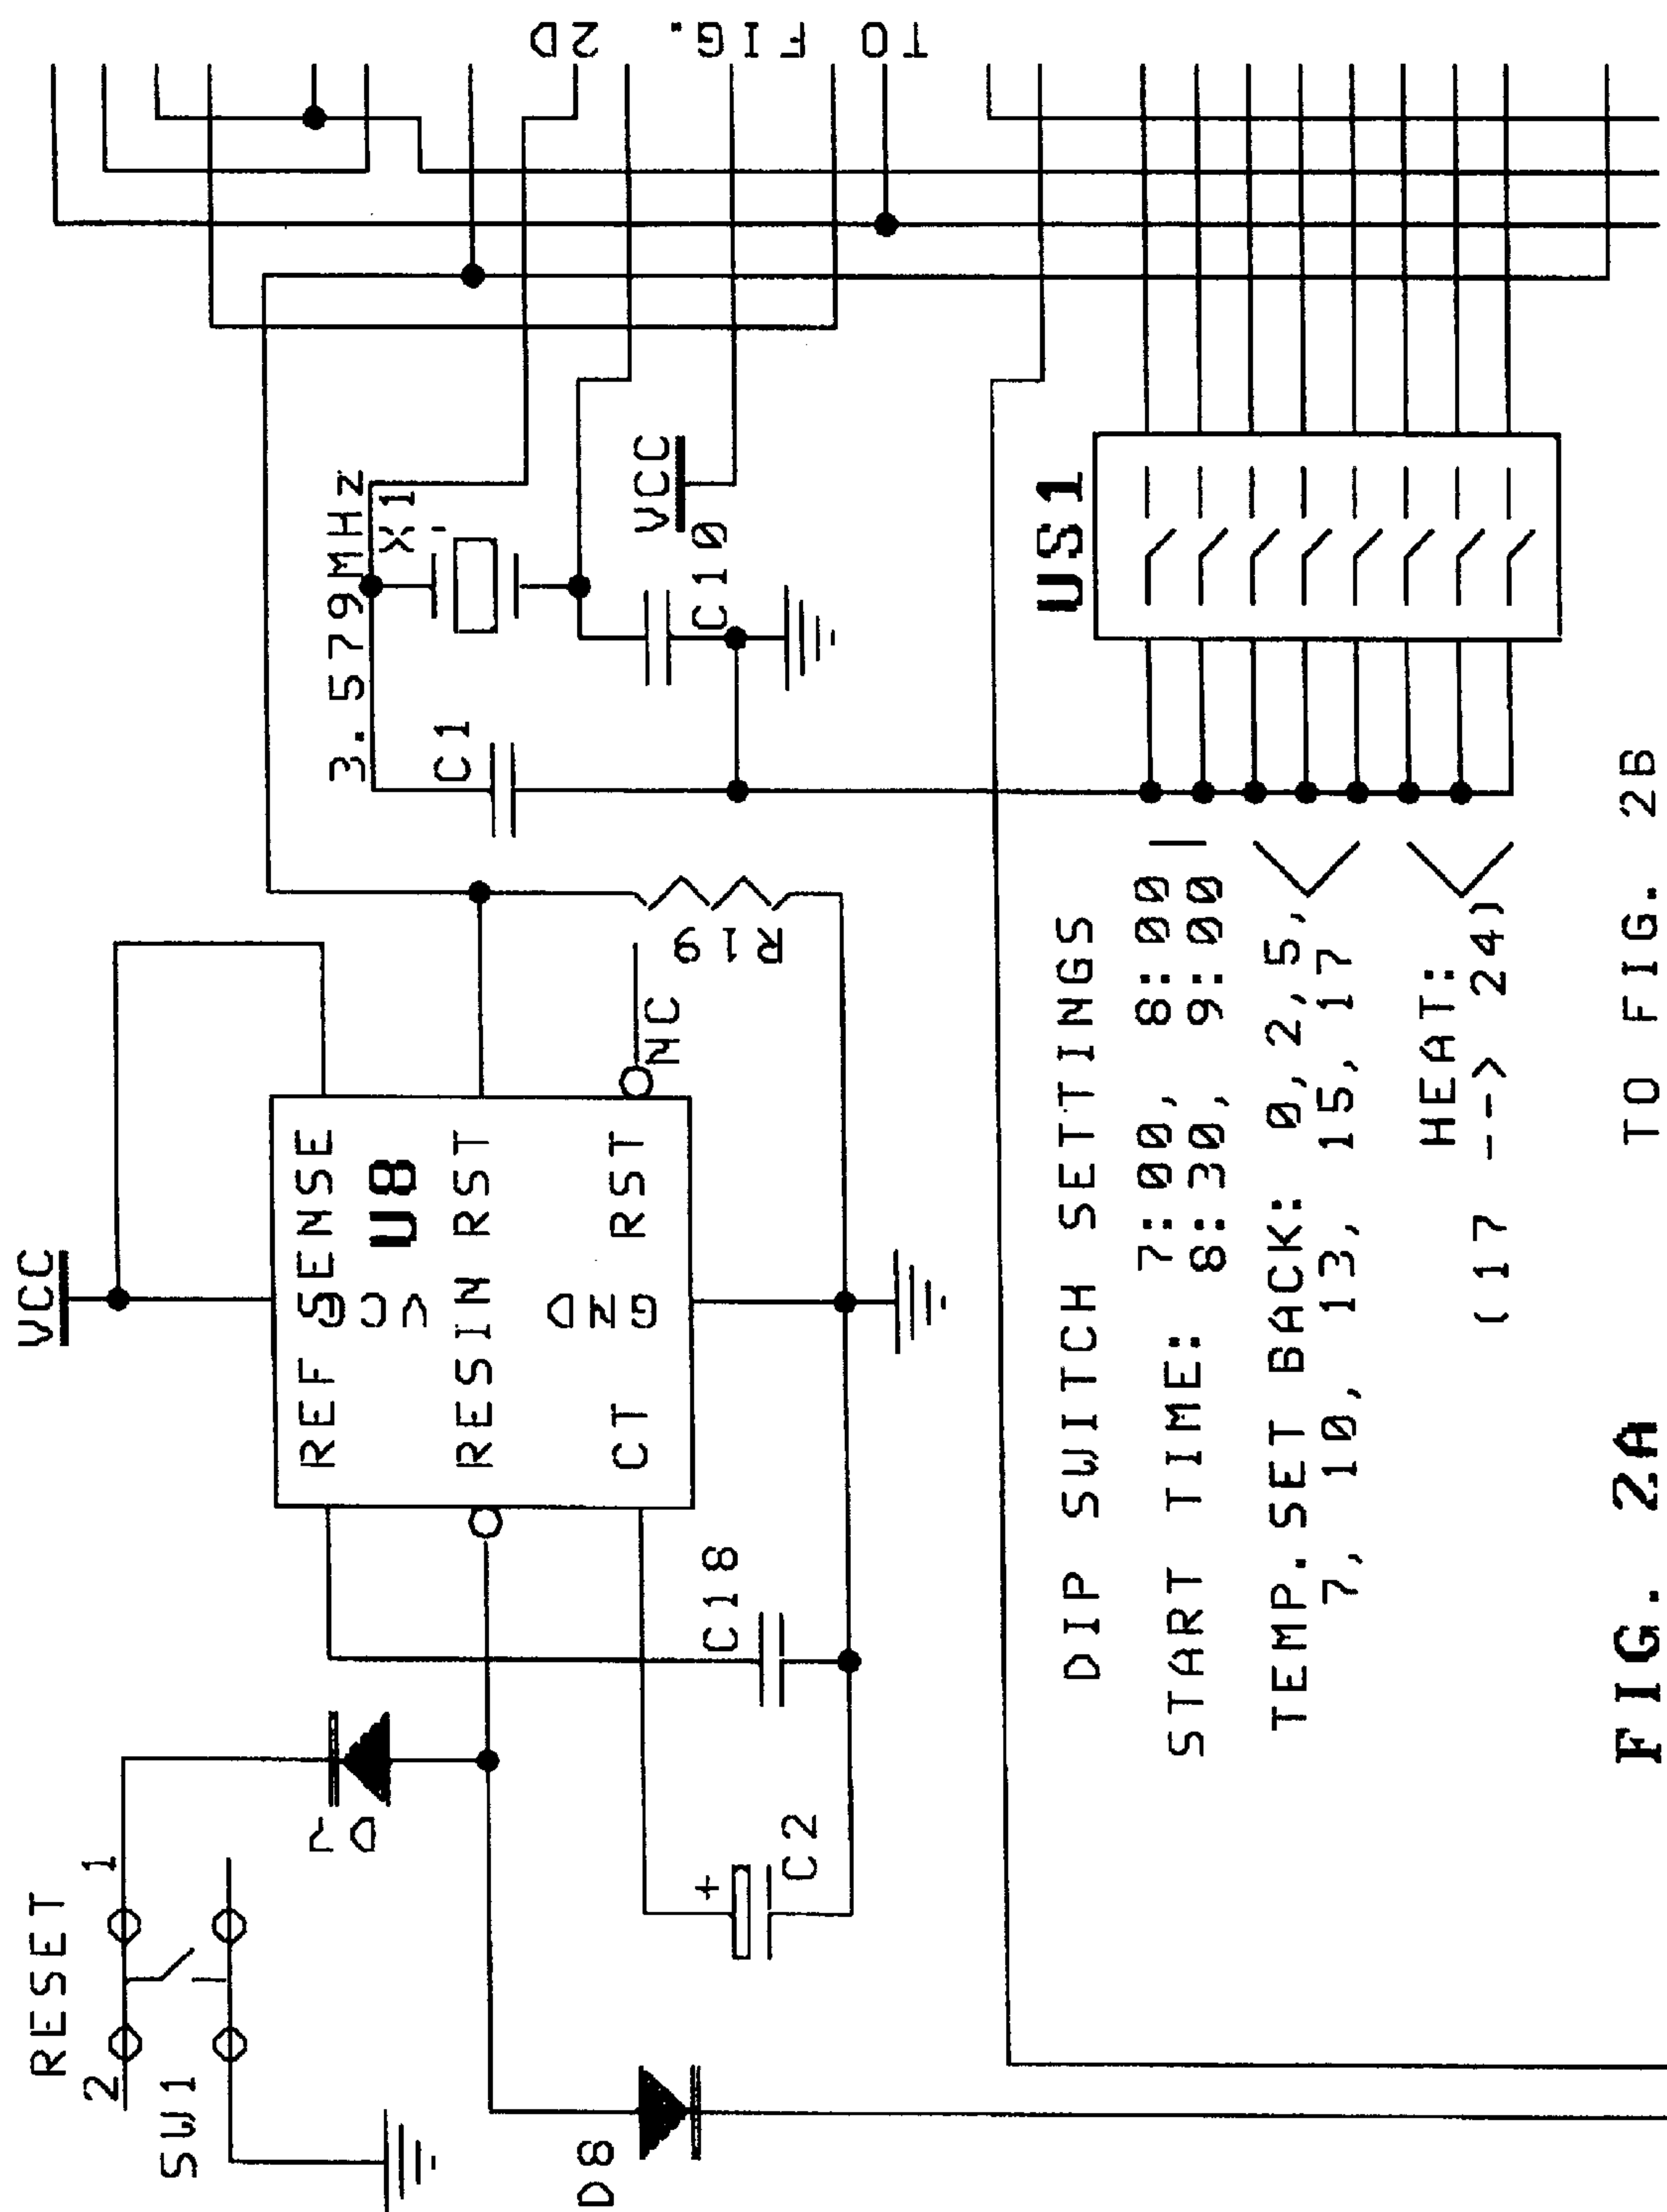 RESET
2
1
SW1
D7
D8
VCC
REF SENSE
VCC
U8
RESIN RST
GND
CT RST
NC
C18
+
C2
R19
3.579MHz
X1
C1
C10
VCC
TO FIG. 2D
US1
DIP SWITCH SETTINGS
START TIME: 7:00, 8:00
8:30, 9:00
TEMP.SET BACK: 0,2,5,
7, 10, 13, 15, 17
HEAT:
(17 --> 24)
FIG. 2A
TO FIG. 2B